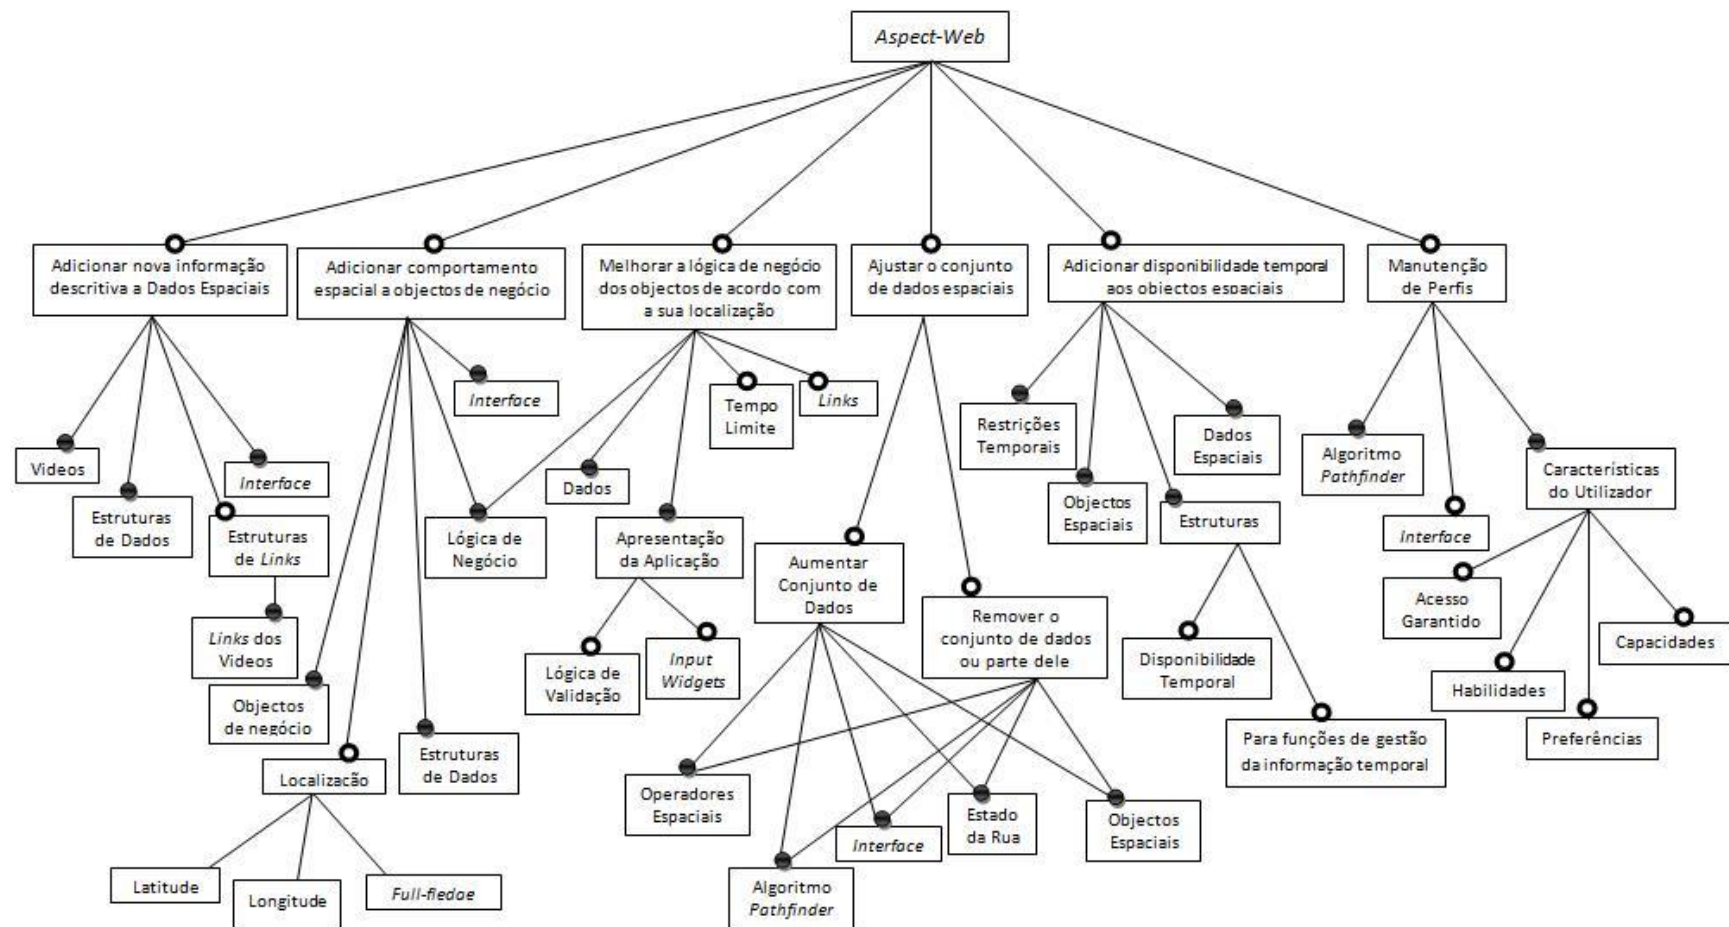 Aspect-Web
Adicionar nova informação
descritiva a Dados Espaciais
Adicionar comportamento
espacial a objectos de negócio
Melhorar a lógica de negócio
dos objectos de acordo com
a sua localização
Ajustar o conjunto
de dados espaciais
Adicionar disponibilidade temporal
aos obiectos espaciais
Manutenção
de Perfis
Videos
Estruturas
de Dados
Interface
Estruturas
de Links
Links dos
Videos
Interface
Lógica de
Negócio
Objectos
de negócio
Localizacão
Estruturas
de Dados
Latitude
Longitude
Full-fledae
Dados
Apresentação
da Aplicação
Tempo
Limite
Links
Lógica de
Validação
Input
Widgets
Aumentar
Conjunto de
Dados
Remover o
conjunto de dados
ou parte dele
Operadores
Espaciais
Algoritmo
Pathfinder
Interface
Estado
da Rua
Objectos
Espaciais
Restrições
Temporais
Objectos
Espaciais
Estruturas
Dados
Espaciais
Disponibilidade
Temporal
Para funções de gestão
da informação temporal
Algoritmo
Pathfinder
Interface
Características
do Utilizador
Acesso
Garantido
Habilidades
Preferências
Capacidades